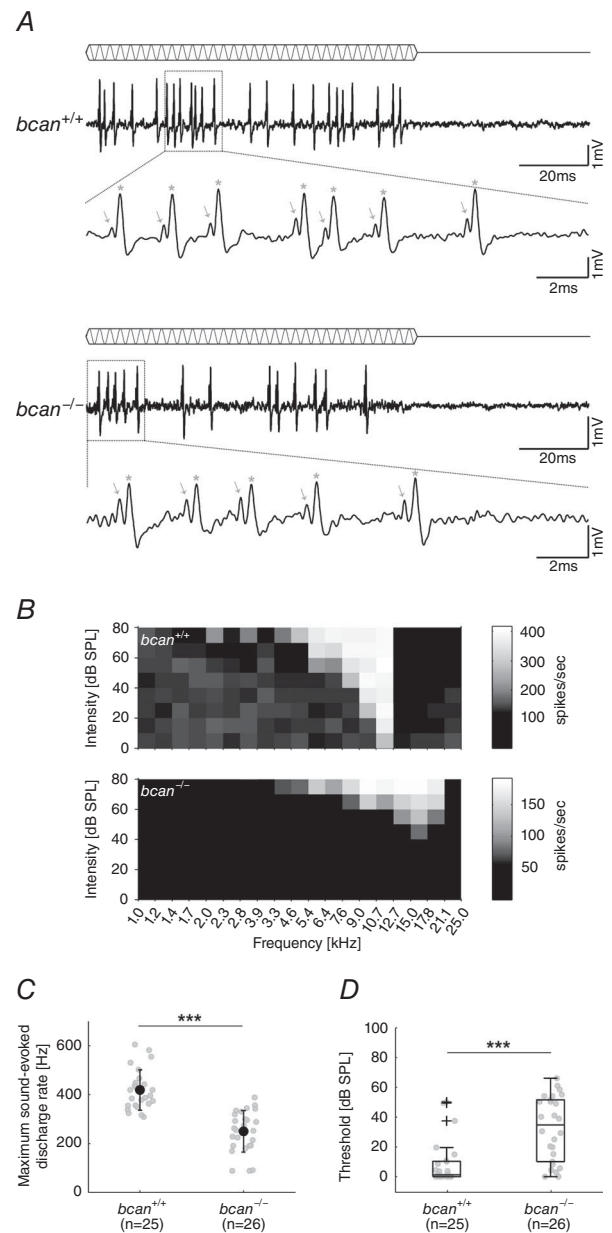 A
bcan+/+
1mV
20ms
* * * * * * *
1mV
2ms
bcan−/−
1mV
20ms
* * * * *
1mV
2ms
B
80
60
40
20
0
Intensity [dB SPL]
bcan+/+
400
300
200
100
spikes/sec
80
60
40
20
0
Intensity [dB SPL]
bcan−/−
150
100
50
spikes/sec
1.0 1.2 1.4 1.7 2.0 2.3 2.8 3.9 3.3 4.6 5.4 6.4 7.6 9.0 10.7 12.7 15.0 17.8 21.1 25.0
Frequency [kHz]
C
Maximum sound-evoked
discharge rate [Hz]
600
400
200
0
***
bcan+/+
(n=25)
bcan−/−
(n=26)
D
Threshold [dB SPL]
100
80
60
40
20
0
***
bcan+/+
(n=25)
bcan−/−
(n=26)